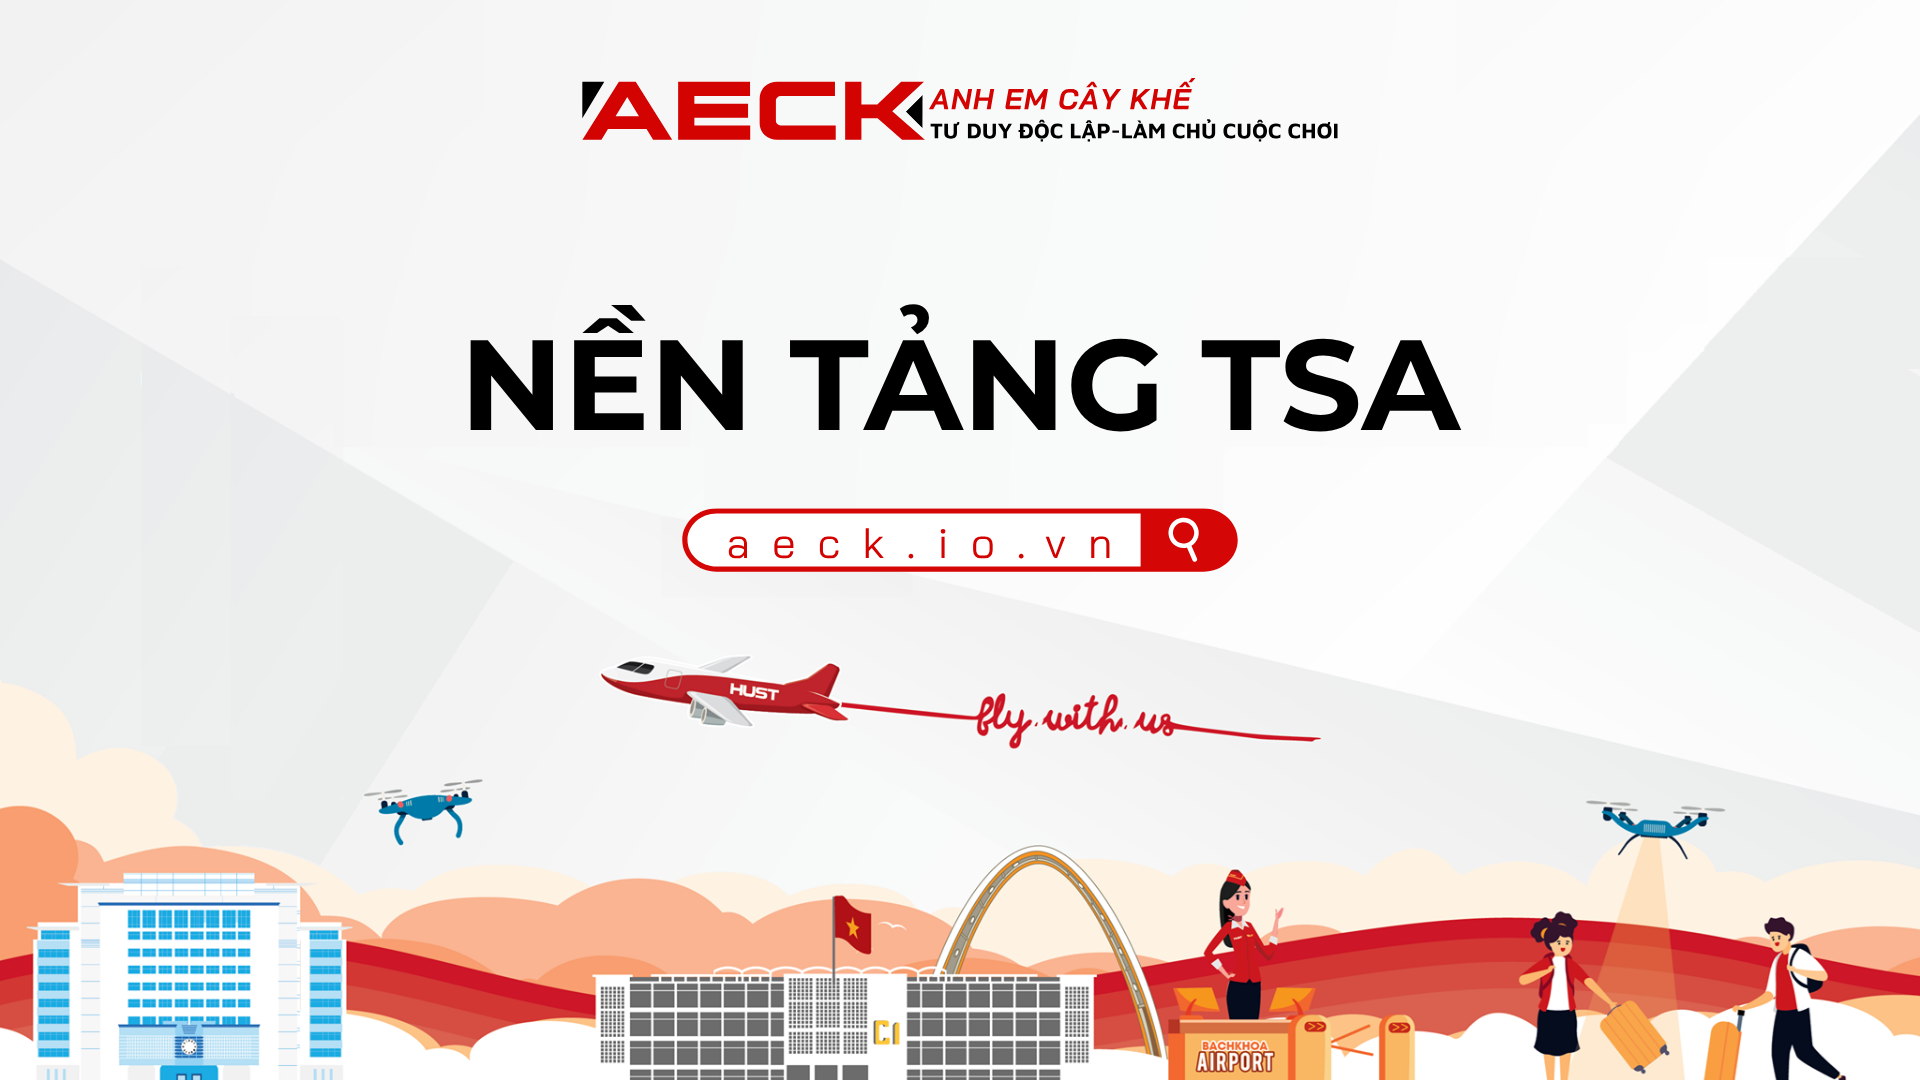 AECK
ANH EM CÂY KHẾ
TƯ DUY ĐỘC LẬP-LÀM CHỦ CUỘC CHƠI
NỀN TẢNG TSA
aeck.io.vn
HUST
fly.with.us
C1
BACHKHOA
AIRPORT